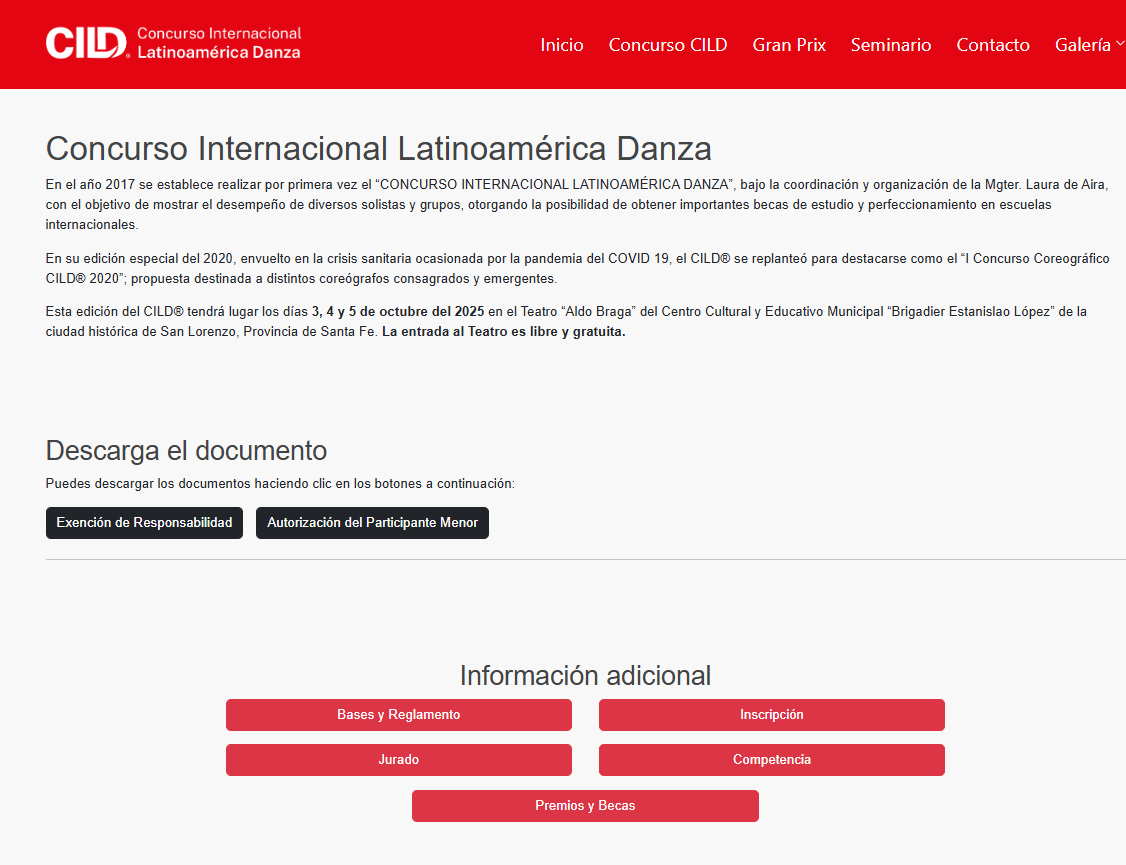 CILD® Concurso Internacional
Latinoamérica Danza
Inicio Concurso CILD Gran Prix Seminario Contacto Galería
Concurso Internacional Latinoamérica Danza
En el año 2017 se establece realizar por primera vez el “CONCURSO INTERNACIONAL LATINOAMÉRICA DANZA”, bajo la coordinación y organización de la Mgter. Laura de Aira,
con el objetivo de mostrar el desempeño de diversos solistas y grupos, otorgando la posibilidad de obtener importantes becas de estudio y perfeccionamiento en escuelas
internacionales.
En su edición especial del 2020, envuelto en la crisis sanitaria ocasionada por la pandemia del COVID 19, el CILD® se replanteó para destacarse como el “I Concurso Coreográfico
CILD® 2020”; propuesta destinada a distintos coreógrafos consagrados y emergentes.
Esta edición del CILD® tendrá lugar los días 3, 4 y 5 de octubre del 2025 en el Teatro “Aldo Braga” del Centro Cultural y Educativo Municipal “Brigadier Estanislao López” de la
ciudad histórica de San Lorenzo, Provincia de Santa Fe. La entrada al Teatro es libre y gratuita.
Descarga el documento
Puedes descargar los documentos haciendo clic en los botones a continuación:
Exención de Responsabilidad Autorización del Participante Menor
Información adicional
Bases y Reglamento Inscripción
Jurado Competencia
Premios y Becas